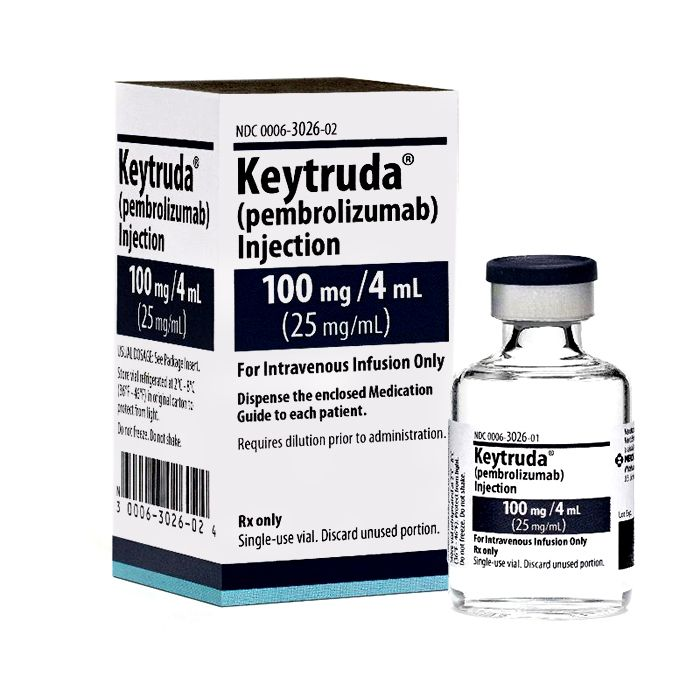 Keytruda®
(pembrolizumab)
Injection
100 mg/4 mL
(25 mg/mL)
USUAL DOSAGE: See Package Insert.
Store vial refrigerated at 2°C - 8°C
(36°F - 46°F) in original carton to
protect from light.
Do not freeze. Do not shake.
N
3 0006-3026-02 4
NDC 0006-3026-02
Keytruda®
(pembrolizumab)
Injection
100 mg/4 mL
(25 mg/mL)
For Intravenous Infusion Only
Dispense the enclosed Medication
Guide to each patient.
Requires dilution prior to administration.
Rx only
Single-use vial. Discard unused portion.
NDC 0006-3026-01
Keytruda®
(pembrolizumab)
Injection
100 mg/4 mL
(25 mg/mL)
For Intravenous Infusion Only
Rx only
Single-use vial. Discard unused portion.
(36°F - 46°F). Protect from light.
Do not freeze. Do not shake.